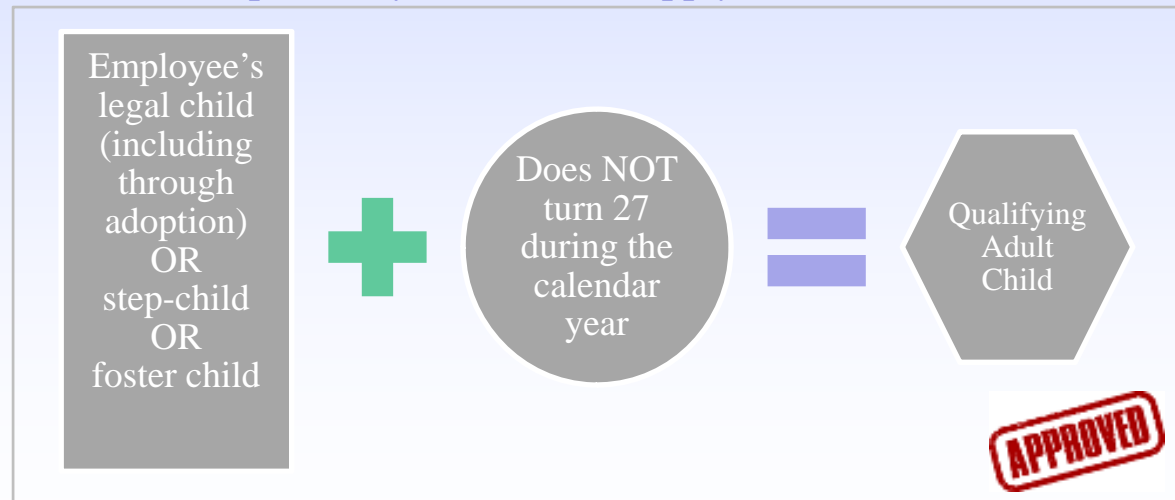 Employee’s
legal child
(including
through
adoption)
OR
step-child
OR
foster child
Does NOT
turn 27
during the
calendar
year
Qualifying
Adult
Child
APPROVED